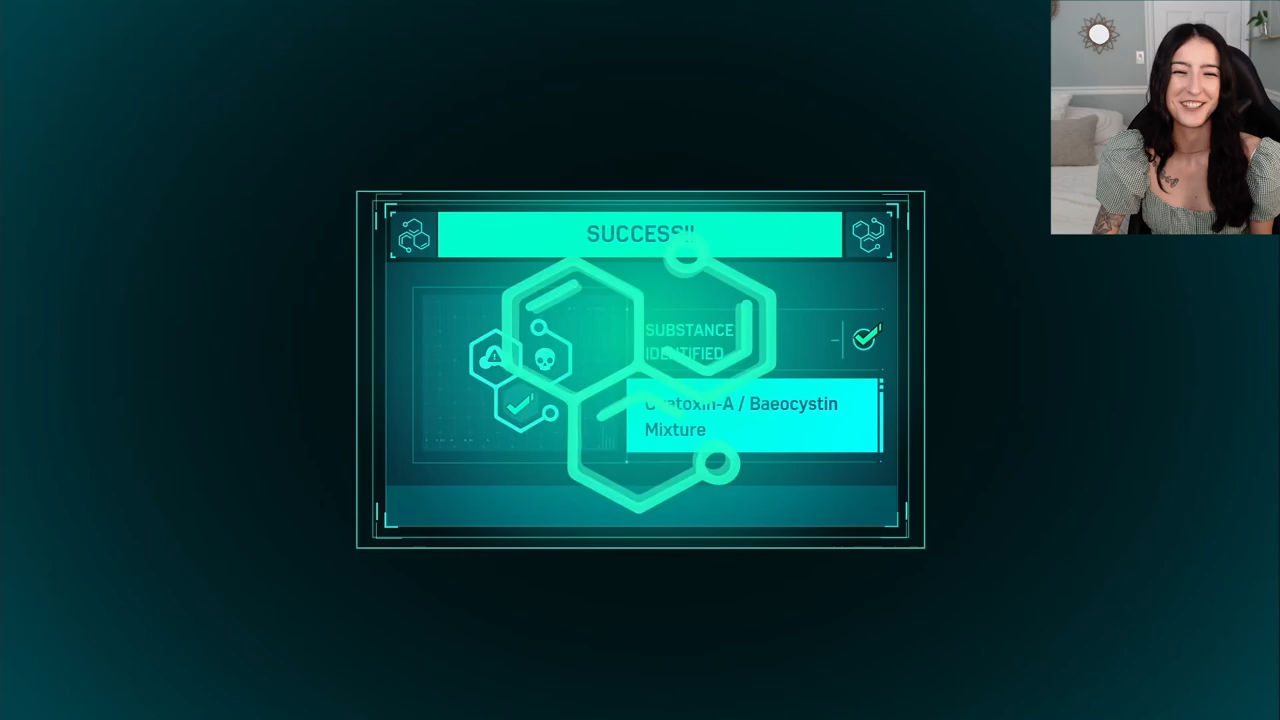 SUCCESS!!
SUBSTANCE
IDENTIFIED
/ Baeocystin
Mixture